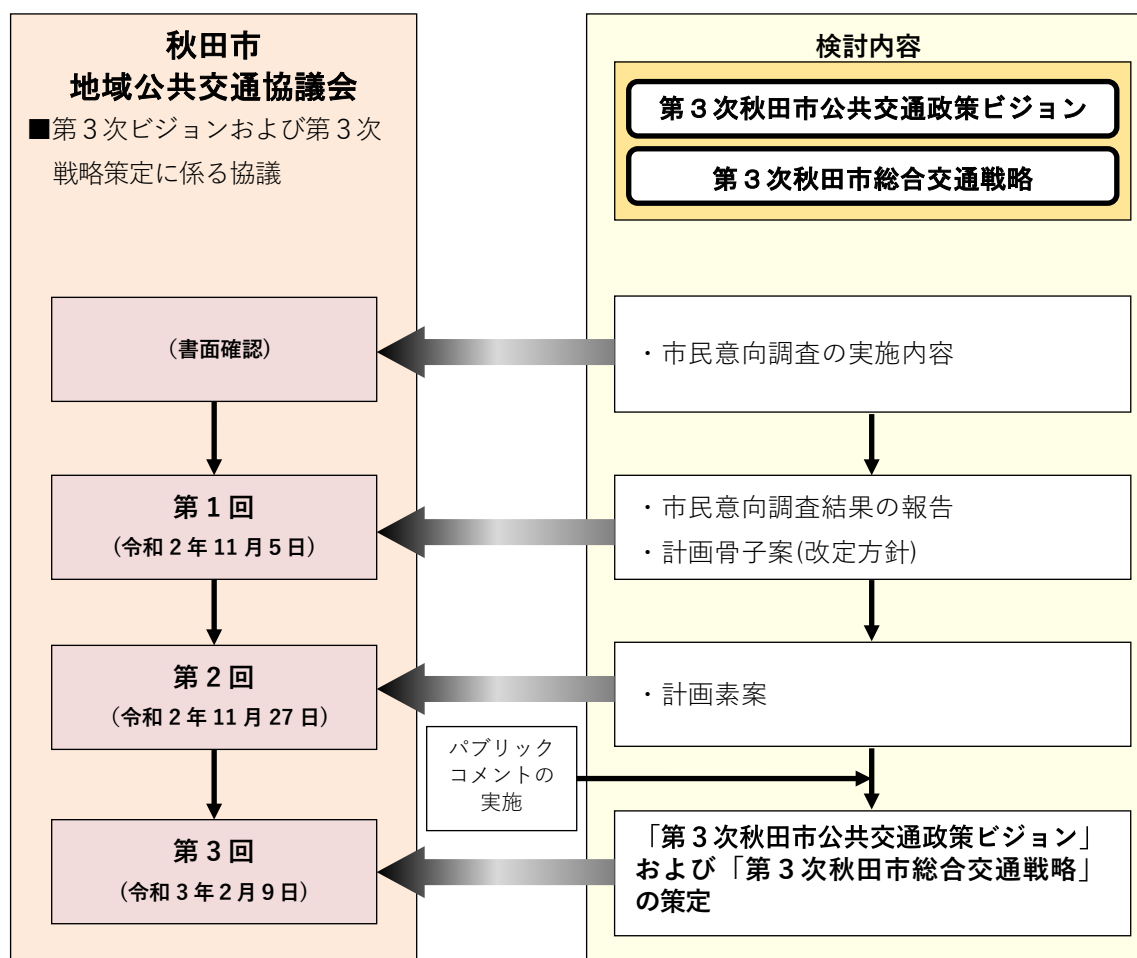 秋田市
地域公共交通協議会
■第３次ビジョンおよび第３次
戦略策定に係る協議
検討内容
第３次秋田市公共交通政策ビジョン
第３次秋田市総合交通戦略
（書面確認）
・市民意向調査の実施内容
第１回
（令和２年11月５日）
・市民意向調査結果の報告
・計画骨子案(改定方針)
第２回
（令和２年11月27日）
・計画素案
パブリック
コメントの
実施
第３回
（令和３年２月９日）
「第３次秋田市公共交通政策ビジョン」
および「第３次秋田市総合交通戦略」
の策定